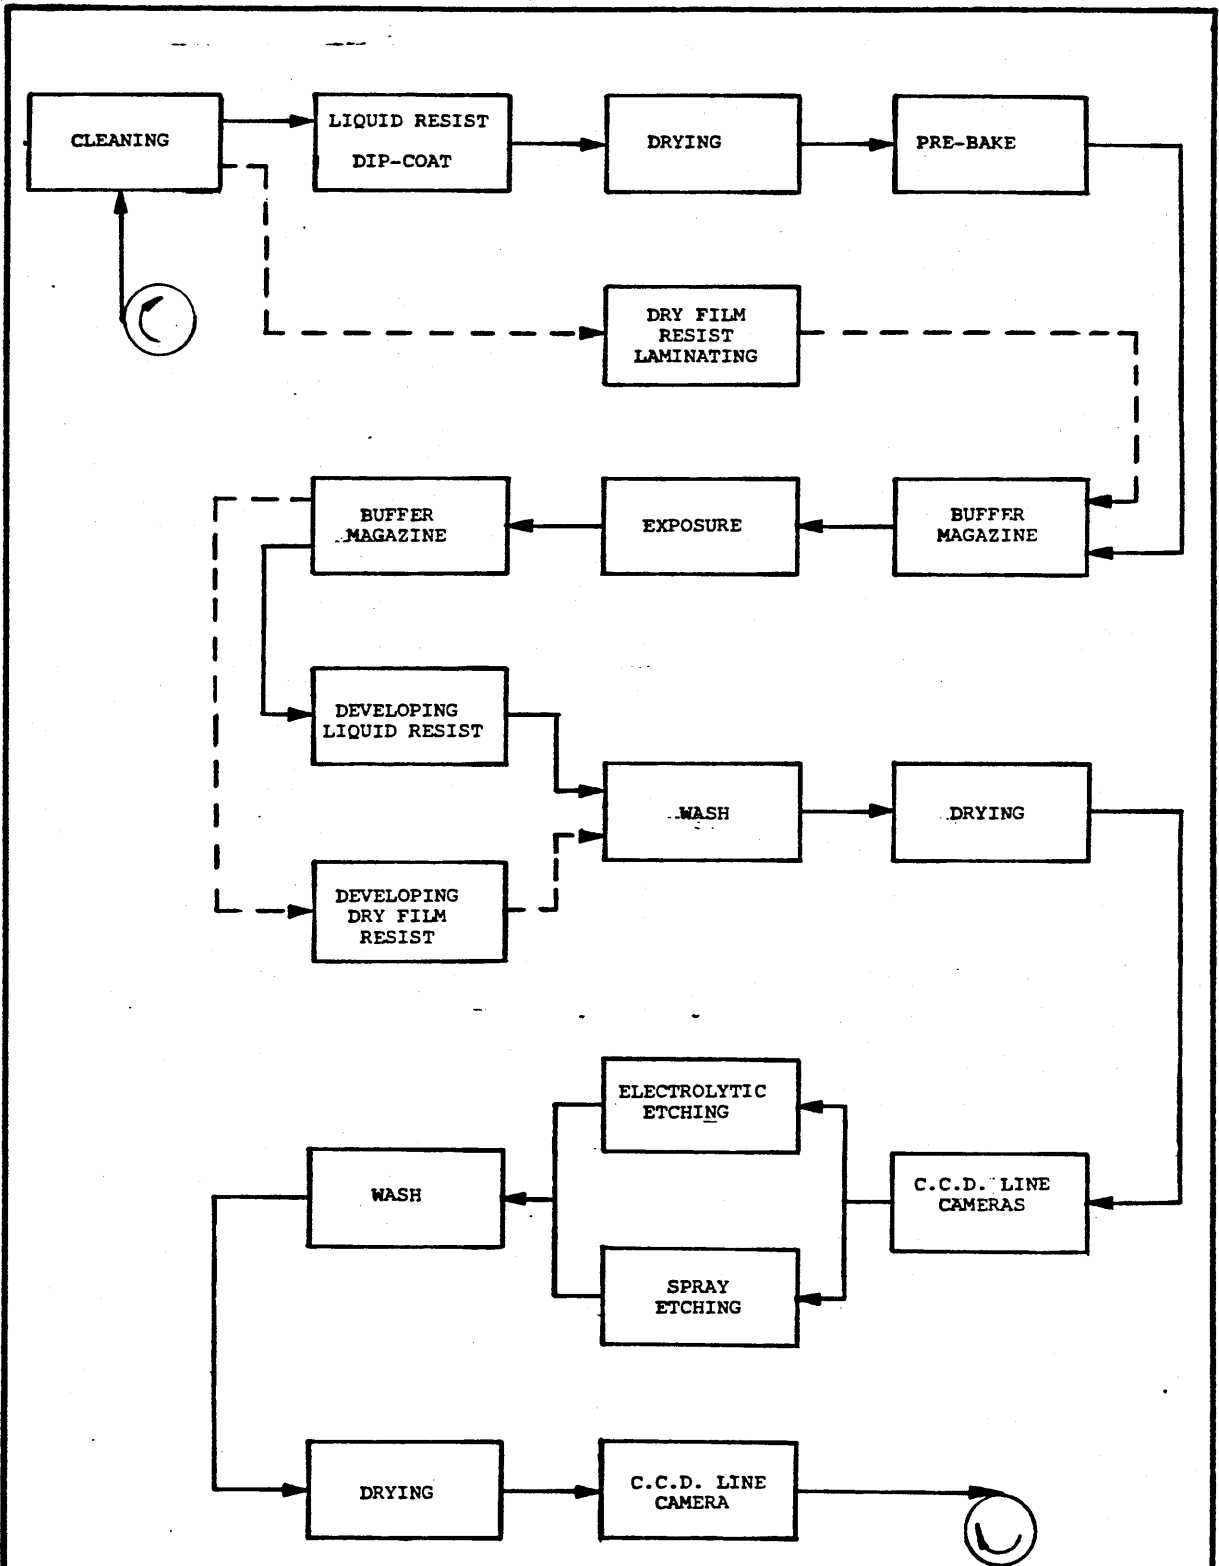 CLEANING
LIQUID RESIST
DIP-COAT
DRYING
PRE-BAKE
DRY FILM
RESIST
LAMINATING
BUFFER
MAGAZINE
EXPOSURE
BUFFER
MAGAZINE
DEVELOPING
LIQUID RESIST
WASH
DRYING
DEVELOPING
DRY FILM
RESIST
ELECTROLYTIC
ETCHING
WASH
C.C.D. LINE
CAMERAS
SPRAY
ETCHING
DRYING
C.C.D. LINE
CAMERA